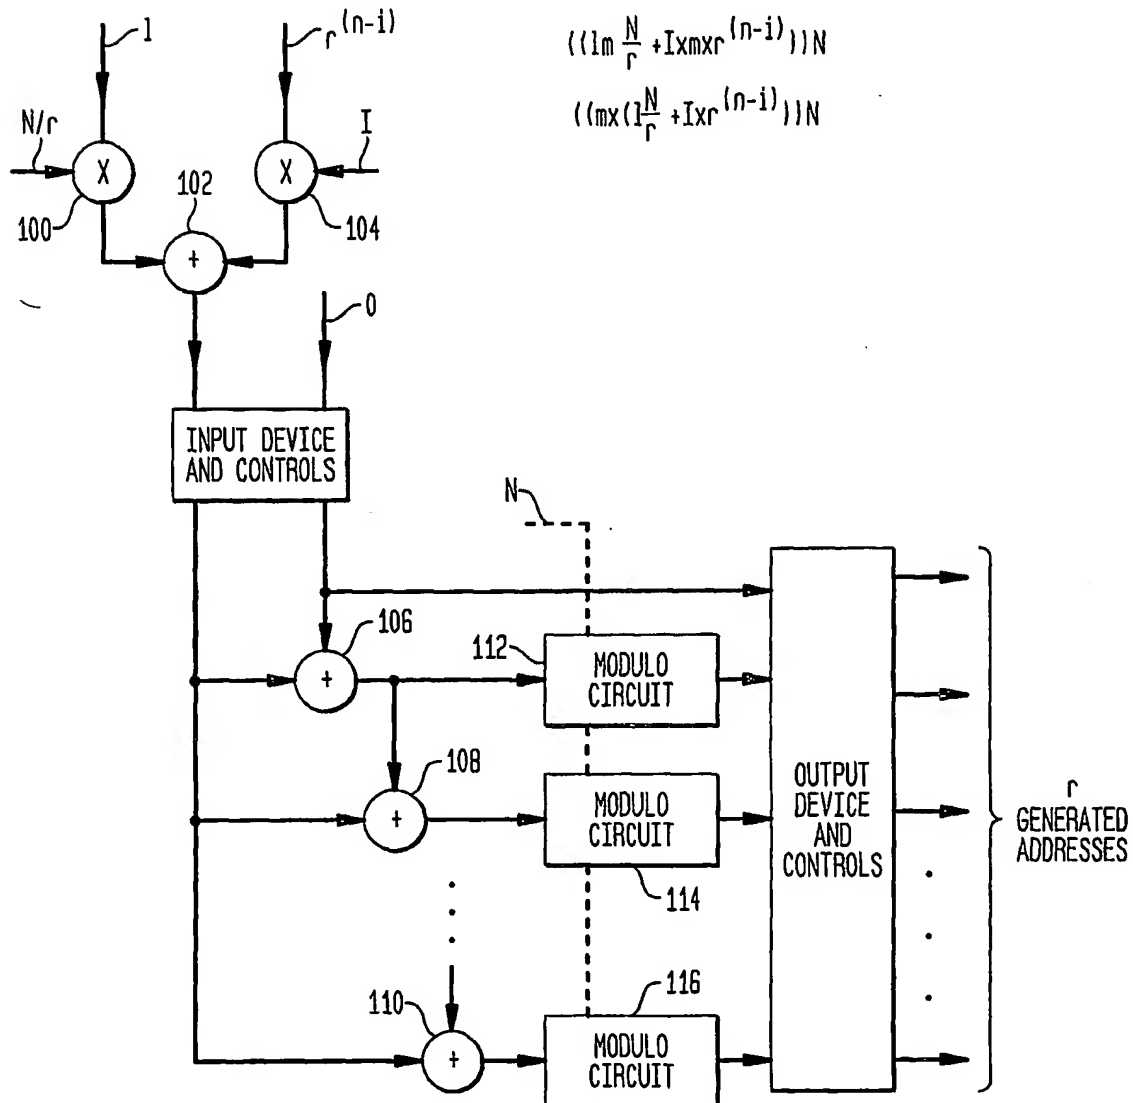 l
r^(n-i)
((lm N/r +Ixmxr^(n-i)))N
((mx(l N/r +Ixr^(n-i)))N
N/r
I
X
X
100
102
104
+
0
INPUT DEVICE
AND CONTROLS
N
106
+
112
MODULO
CIRCUIT
108
+
MODULO
CIRCUIT
114
OUTPUT
DEVICE
AND
CONTROLS
r
GENERATED
ADDRESSES
110
+
116
MODULO
CIRCUIT